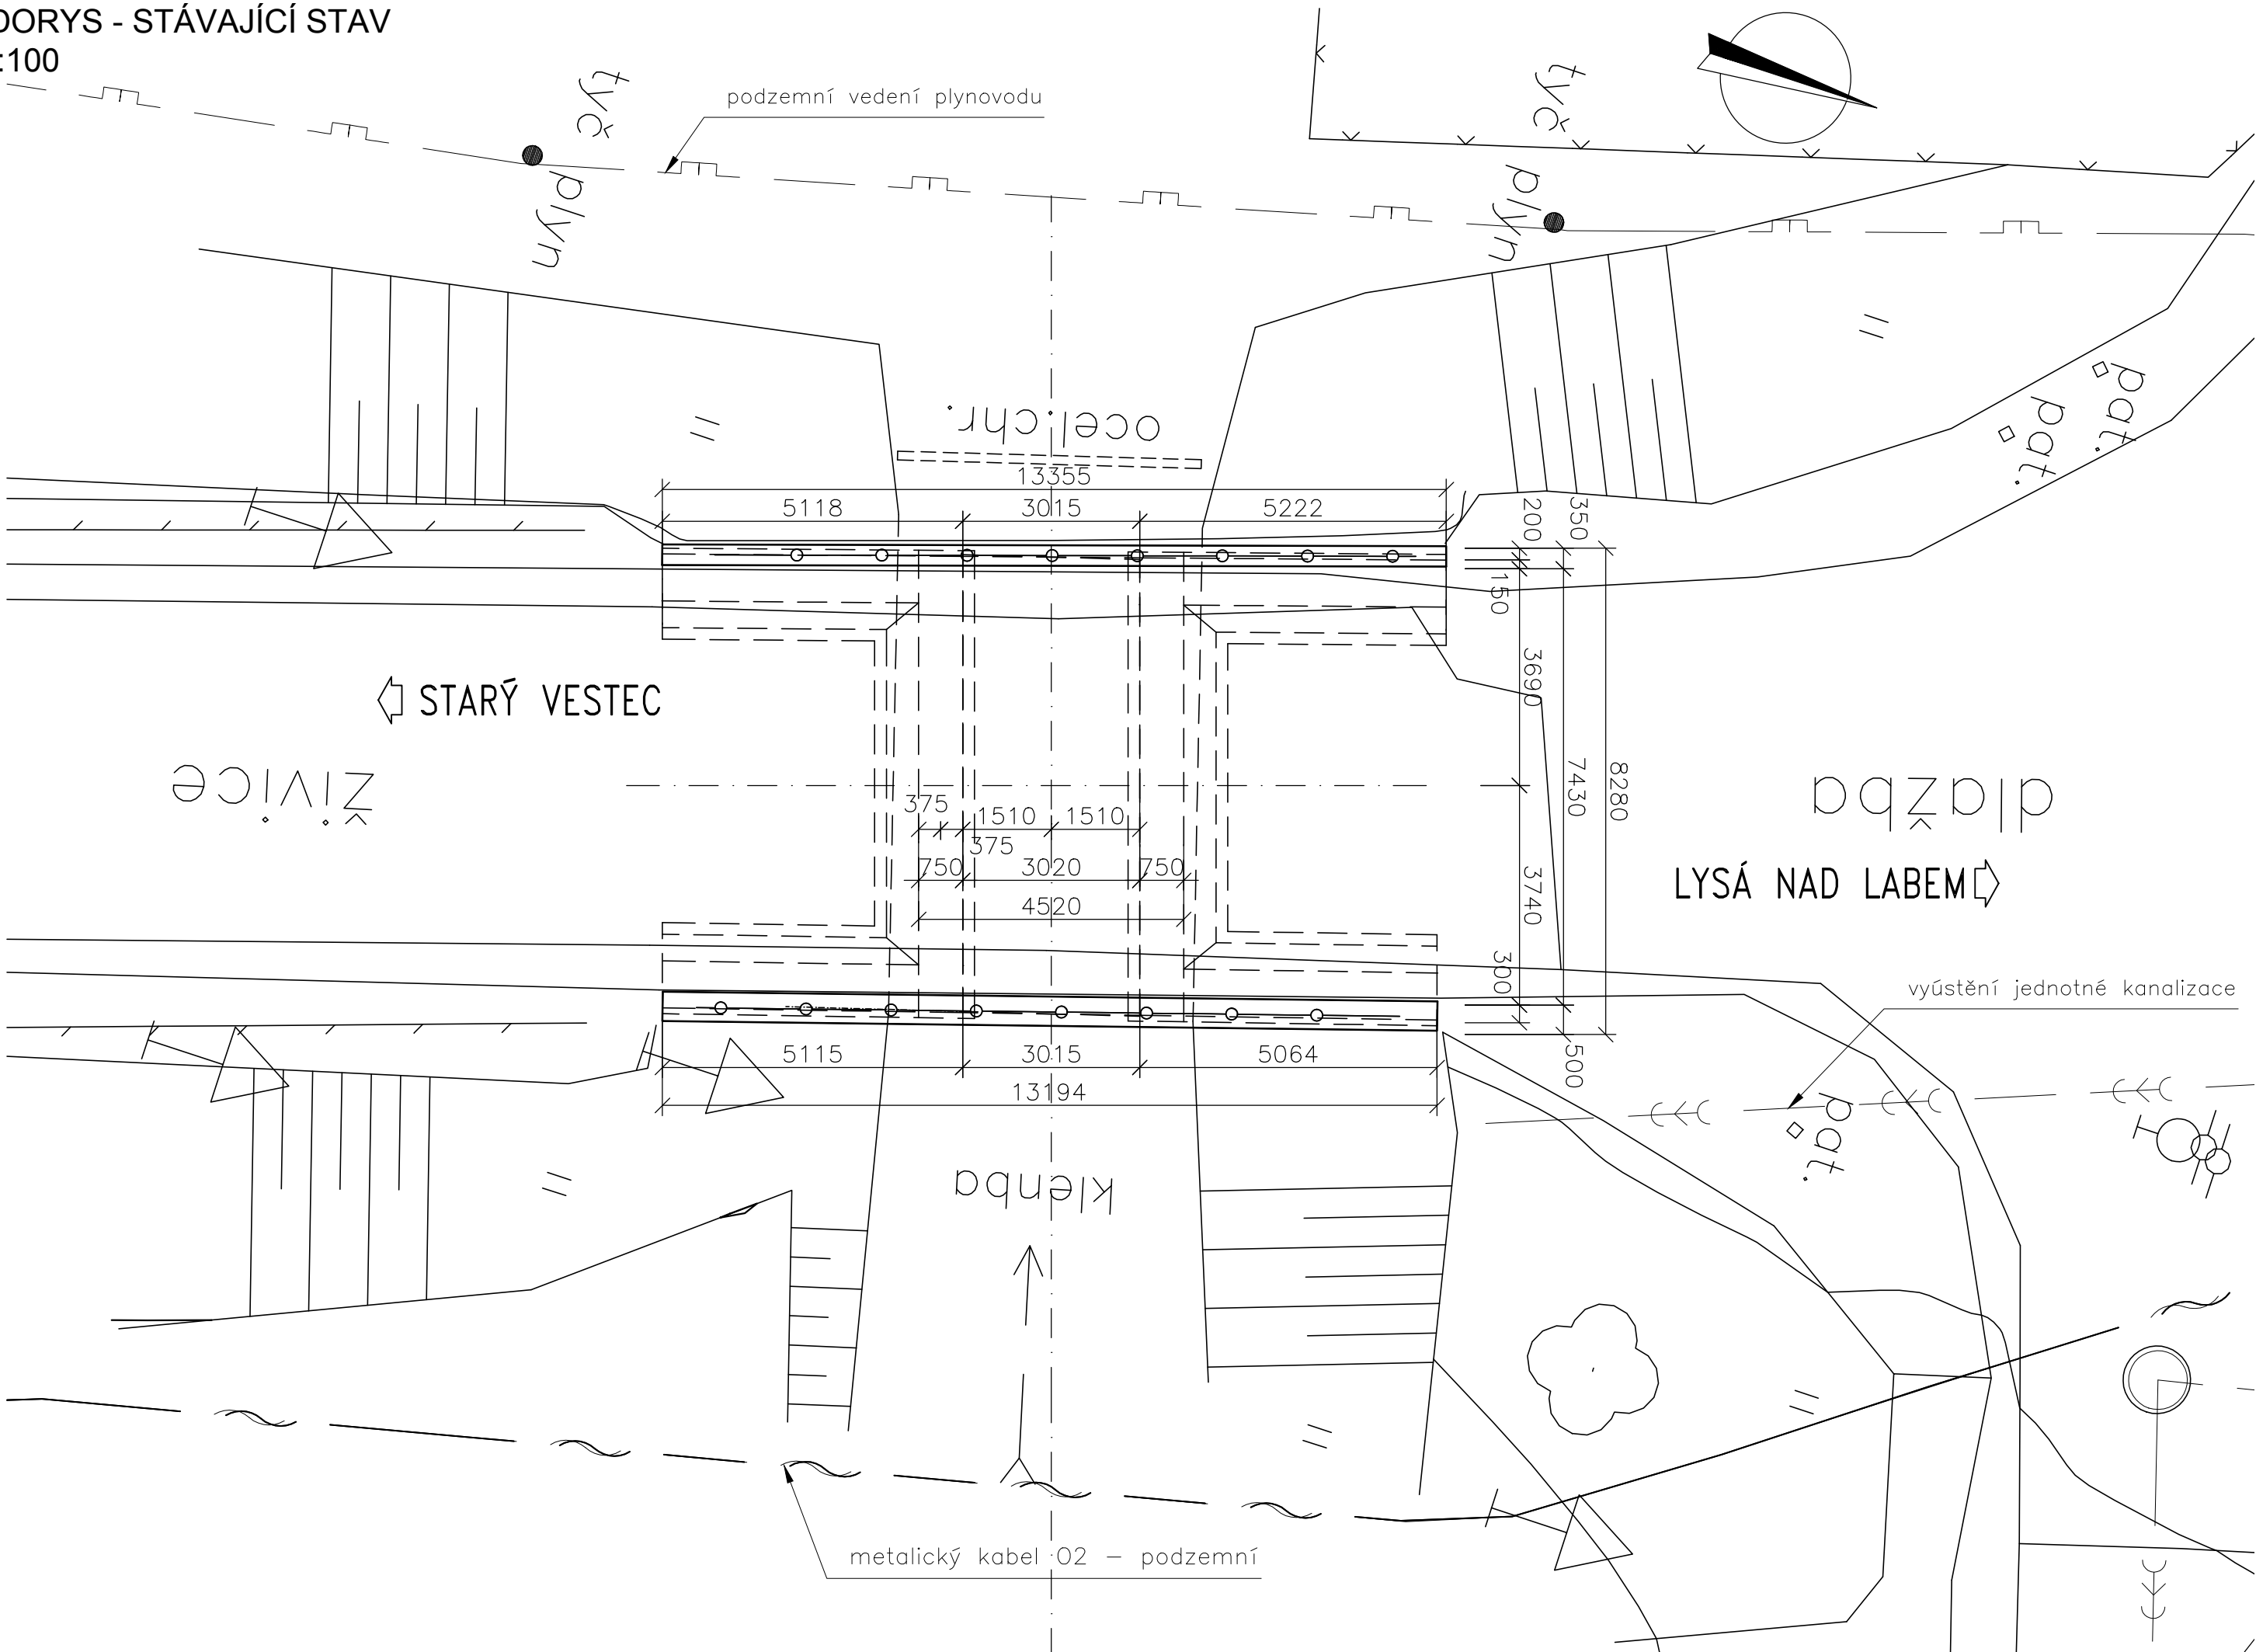 DORYS - STÁVAJÍCÍ STAV
:100
tyč
plyn
podzemní vedení plynovodu
tyč
plyn
ocel.chr.
13355
5118
3015
5222
200
350
150
3690
7430
8280
3740
300
500
pat.
pat.
STARÝ VESTEC
živice
dlažba
LYSÁ NAD LABEM
375
1510
1510
375
750
3020
750
4520
vyústění jednotné kanalizace
5115
3015
5064
13194
pat.
klenba
metalický kabel O2 – podzemní